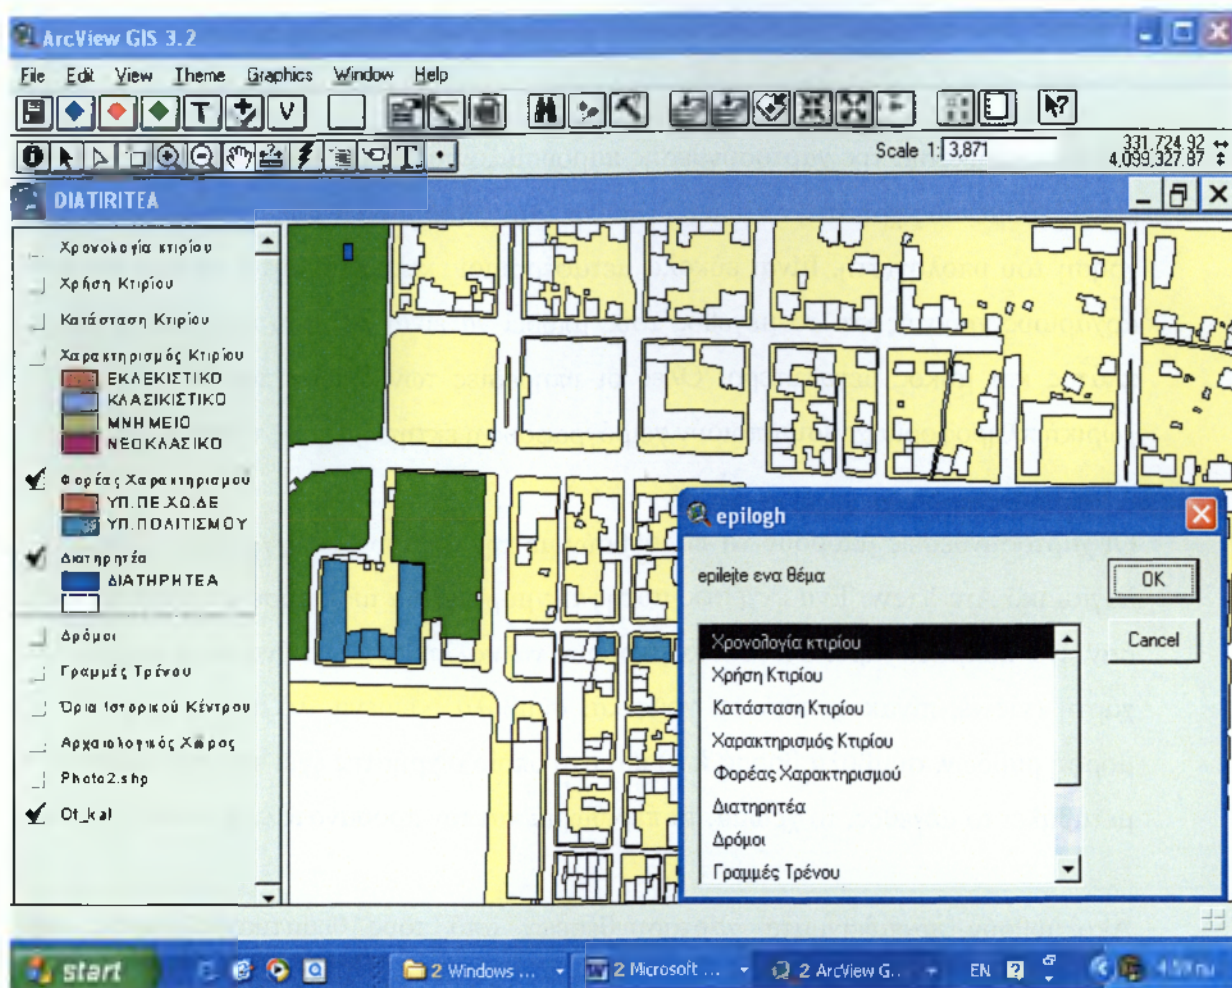 ArcView GIS 3.2
File Edit View Theme Graphics Window Help
T V
T
Scale 1: 3,871
331,724.92
4,099,327.87
DIATIRITEA
Χρονολογία κτιρίου
Χρήση Κτιρίου
Κατάσταση Κτιρίου
Χαρακτηρισμός Κτιρίου
ΕΚΛΕΚΙΣΤΙΚΟ
ΚΛΑΣΙΚΙΣΤΙΚΟ
ΜΝΗΜΕΙΟ
ΝΕΟΚΛΑΣΙΚΟ
Φορέας Χαρακτηρισμού
ΥΠ.ΠΕ.ΧΩ.ΔΕ
ΥΠ.ΠΟΛΙΤΙΣΜΟΥ
Διατηρητέα
ΔΙΑΤΗΡΗΤΕΑ
Δρόμοι
Γραμμές Τρένου
Όρια Ιστορικού Κέντρου
Αρχαιολογικός Χώρος
Photo2.shp
Ot_kal
epilogh
epilejte ενα θέμα
OK
Cancel
Χρονολογία κτιρίου
Χρήση Κτιρίου
Κατάσταση Κτιρίου
Χαρακτηρισμός Κτιρίου
Φορέας Χαρακτηρισμού
Διατηρητέα
Δρόμοι
Γραμμές Τρένου
start
2 Windows ...
2 Microsoft ...
2 ArcView G..
EN